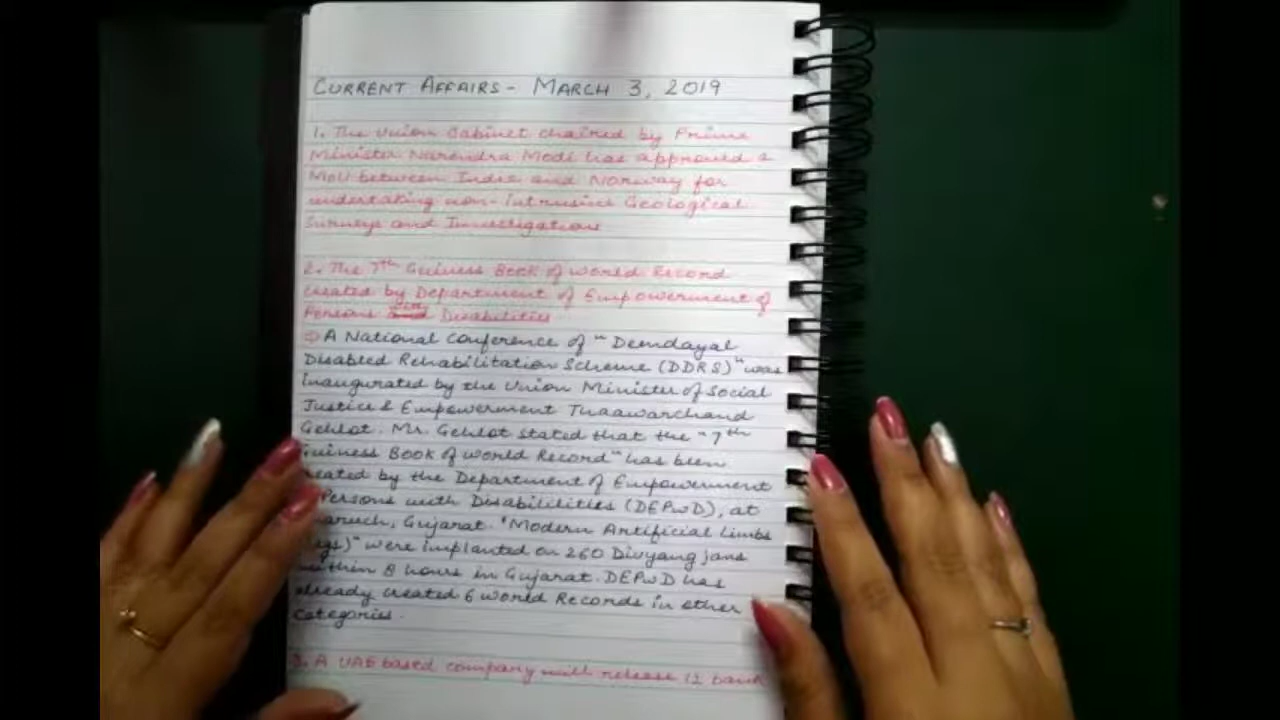 CURRENT AFFAIRS - MARCH 3, 2019
1. The Union Cabinet chaired by Prime
Minister Narendra Modi has approved a
MoU between India and Norway for
undertaking non-Intrusive Geological
Surveys and Investigations
2. The 7th Guiness Book of World Record
created by Department of Empowerment of
Persons with Disabilities
⇒ A National Conference of "Deendayal
Disabled Rehabilitation Scheme (DDRS)" was
inaugurated by the Union Minister of Social
Justice & Empowerment Thaawarchand
Gehlot. Mr. Gehlot stated that the "7th
Guiness Book of World Record" has been
created by the Department of Empowerment
Persons with Disabililities (DEPwD), at
Gujarat. "Modern Artificial Limbs
were implanted on 260 Divyangjans
within 8 hours in Gujarat. DEPwD has
already created 6 world Records in other
categories.
3. A UAE based company will release 12